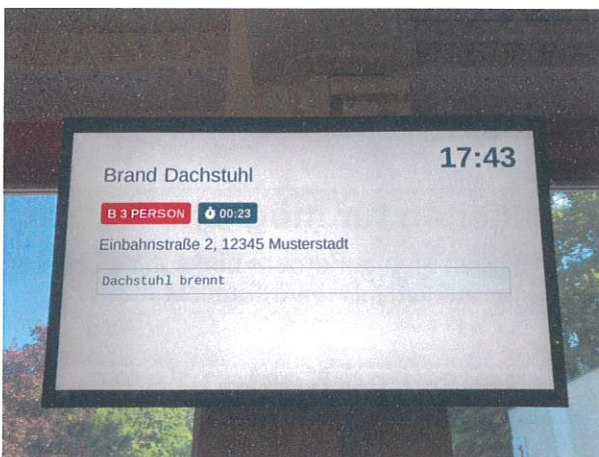 17:43
Brand Dachstuhl
B 3 PERSON 00:23
Einbahnstraße 2, 12345 Musterstadt
Dachstuhl brennt